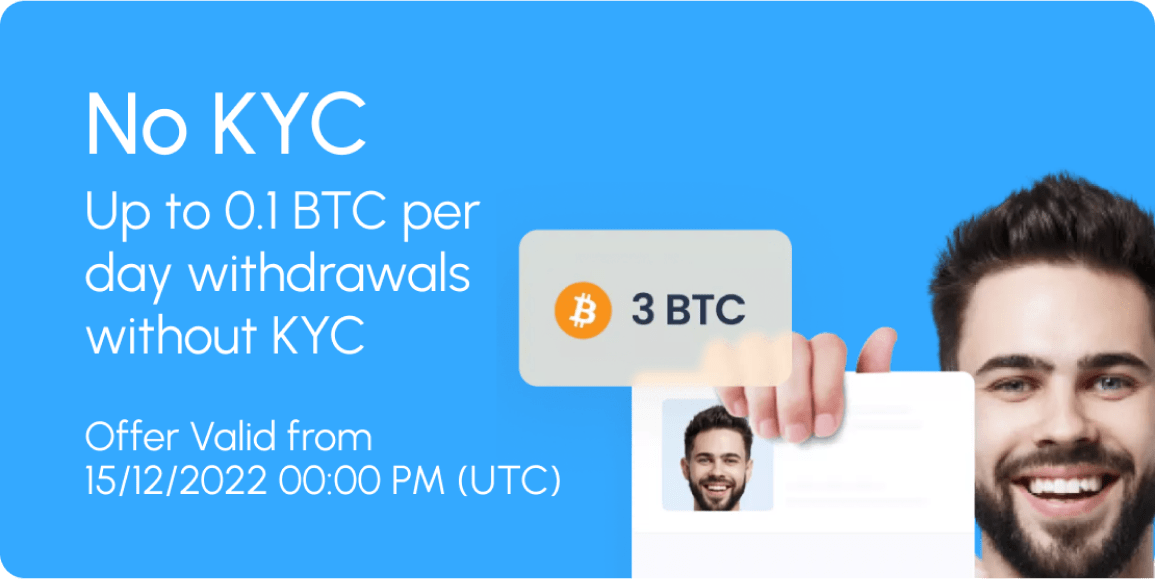 No KYC
Up to 0.1 BTC per
day withdrawals
without KYC
Offer Valid from
15/12/2022 00:00 PM (UTC)
3 BTC